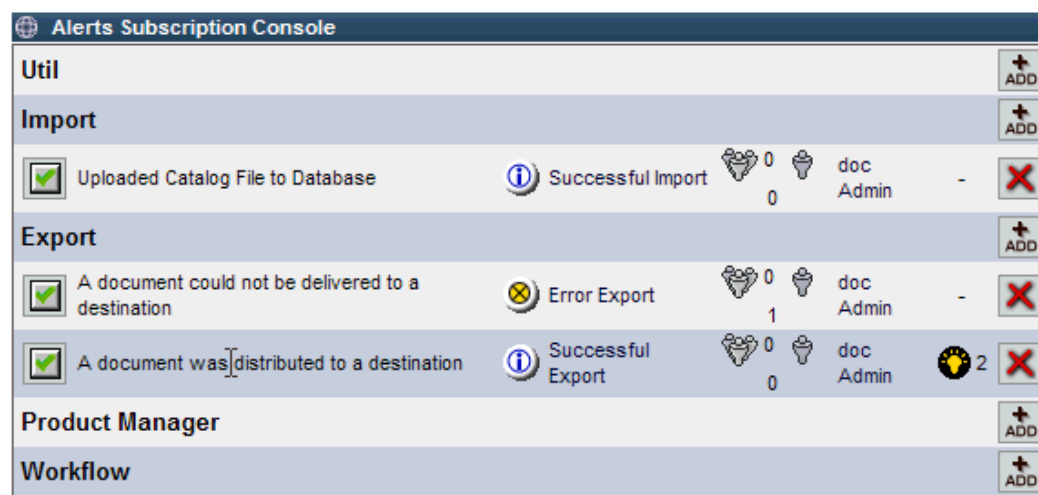 Alerts Subscription Console
Util
+ ADD
Import
+ ADD
Uploaded Catalog File to Database
Successful Import
0
0
doc
Admin
-
Export
+ ADD
A document could not be delivered to a
destination
Error Export
0
1
doc
Admin
-
A document was distributed to a destination
Successful
Export
0
0
doc
Admin
2
Product Manager
+ ADD
Workflow
+ ADD